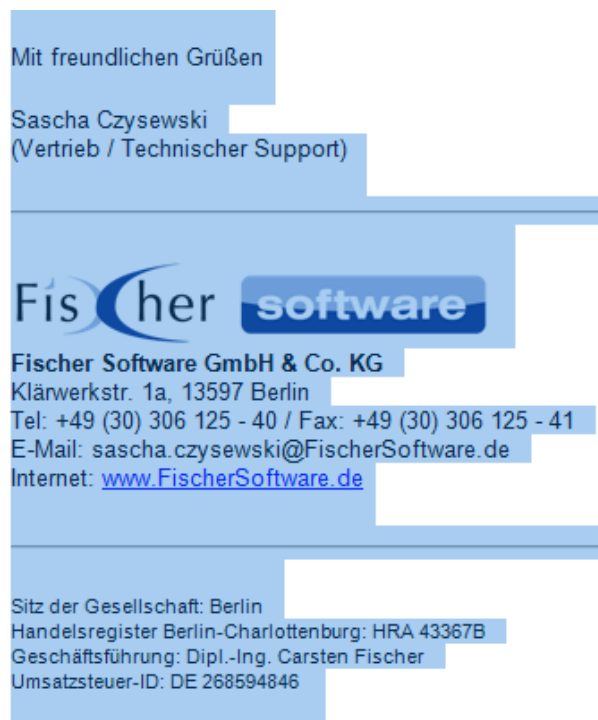 Mit freundlichen Grüßen
Sascha Czysewski
(Vertrieb / Technischer Support)
Fischer software
Fischer Software GmbH & Co. KG
Klärwerkstr. 1a, 13597 Berlin
Tel: +49 (30) 306 125 - 40 / Fax: +49 (30) 306 125 - 41
E-Mail: sascha.czysewski@FischerSoftware.de
Internet: www.FischerSoftware.de
Sitz der Gesellschaft: Berlin
Handelsregister Berlin-Charlottenburg: HRA 43367B
Geschäftsführung: Dipl.-Ing. Carsten Fischer
Umsatzsteuer-ID: DE 268594846